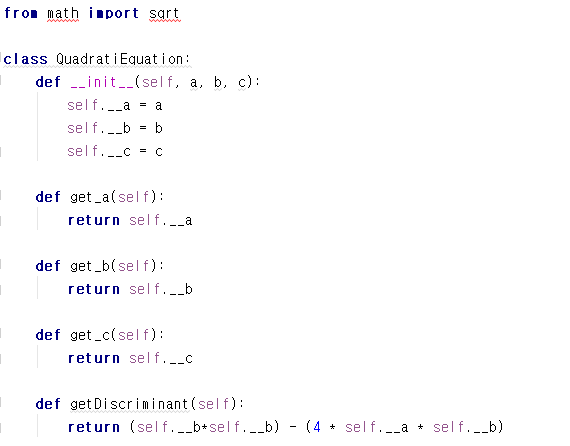 from math import sqrt
class QuadratiEquation:
def __init__(self, a, b, c):
self.__a = a
self.__b = b
self.__c = c
def get_a(self):
return self.__a
def get_b(self):
return self.__b
def get_c(self):
return self.__c
def getDiscriminant(self):
return (self.__b*self.__b) - (4 * self.__a * self.__b)